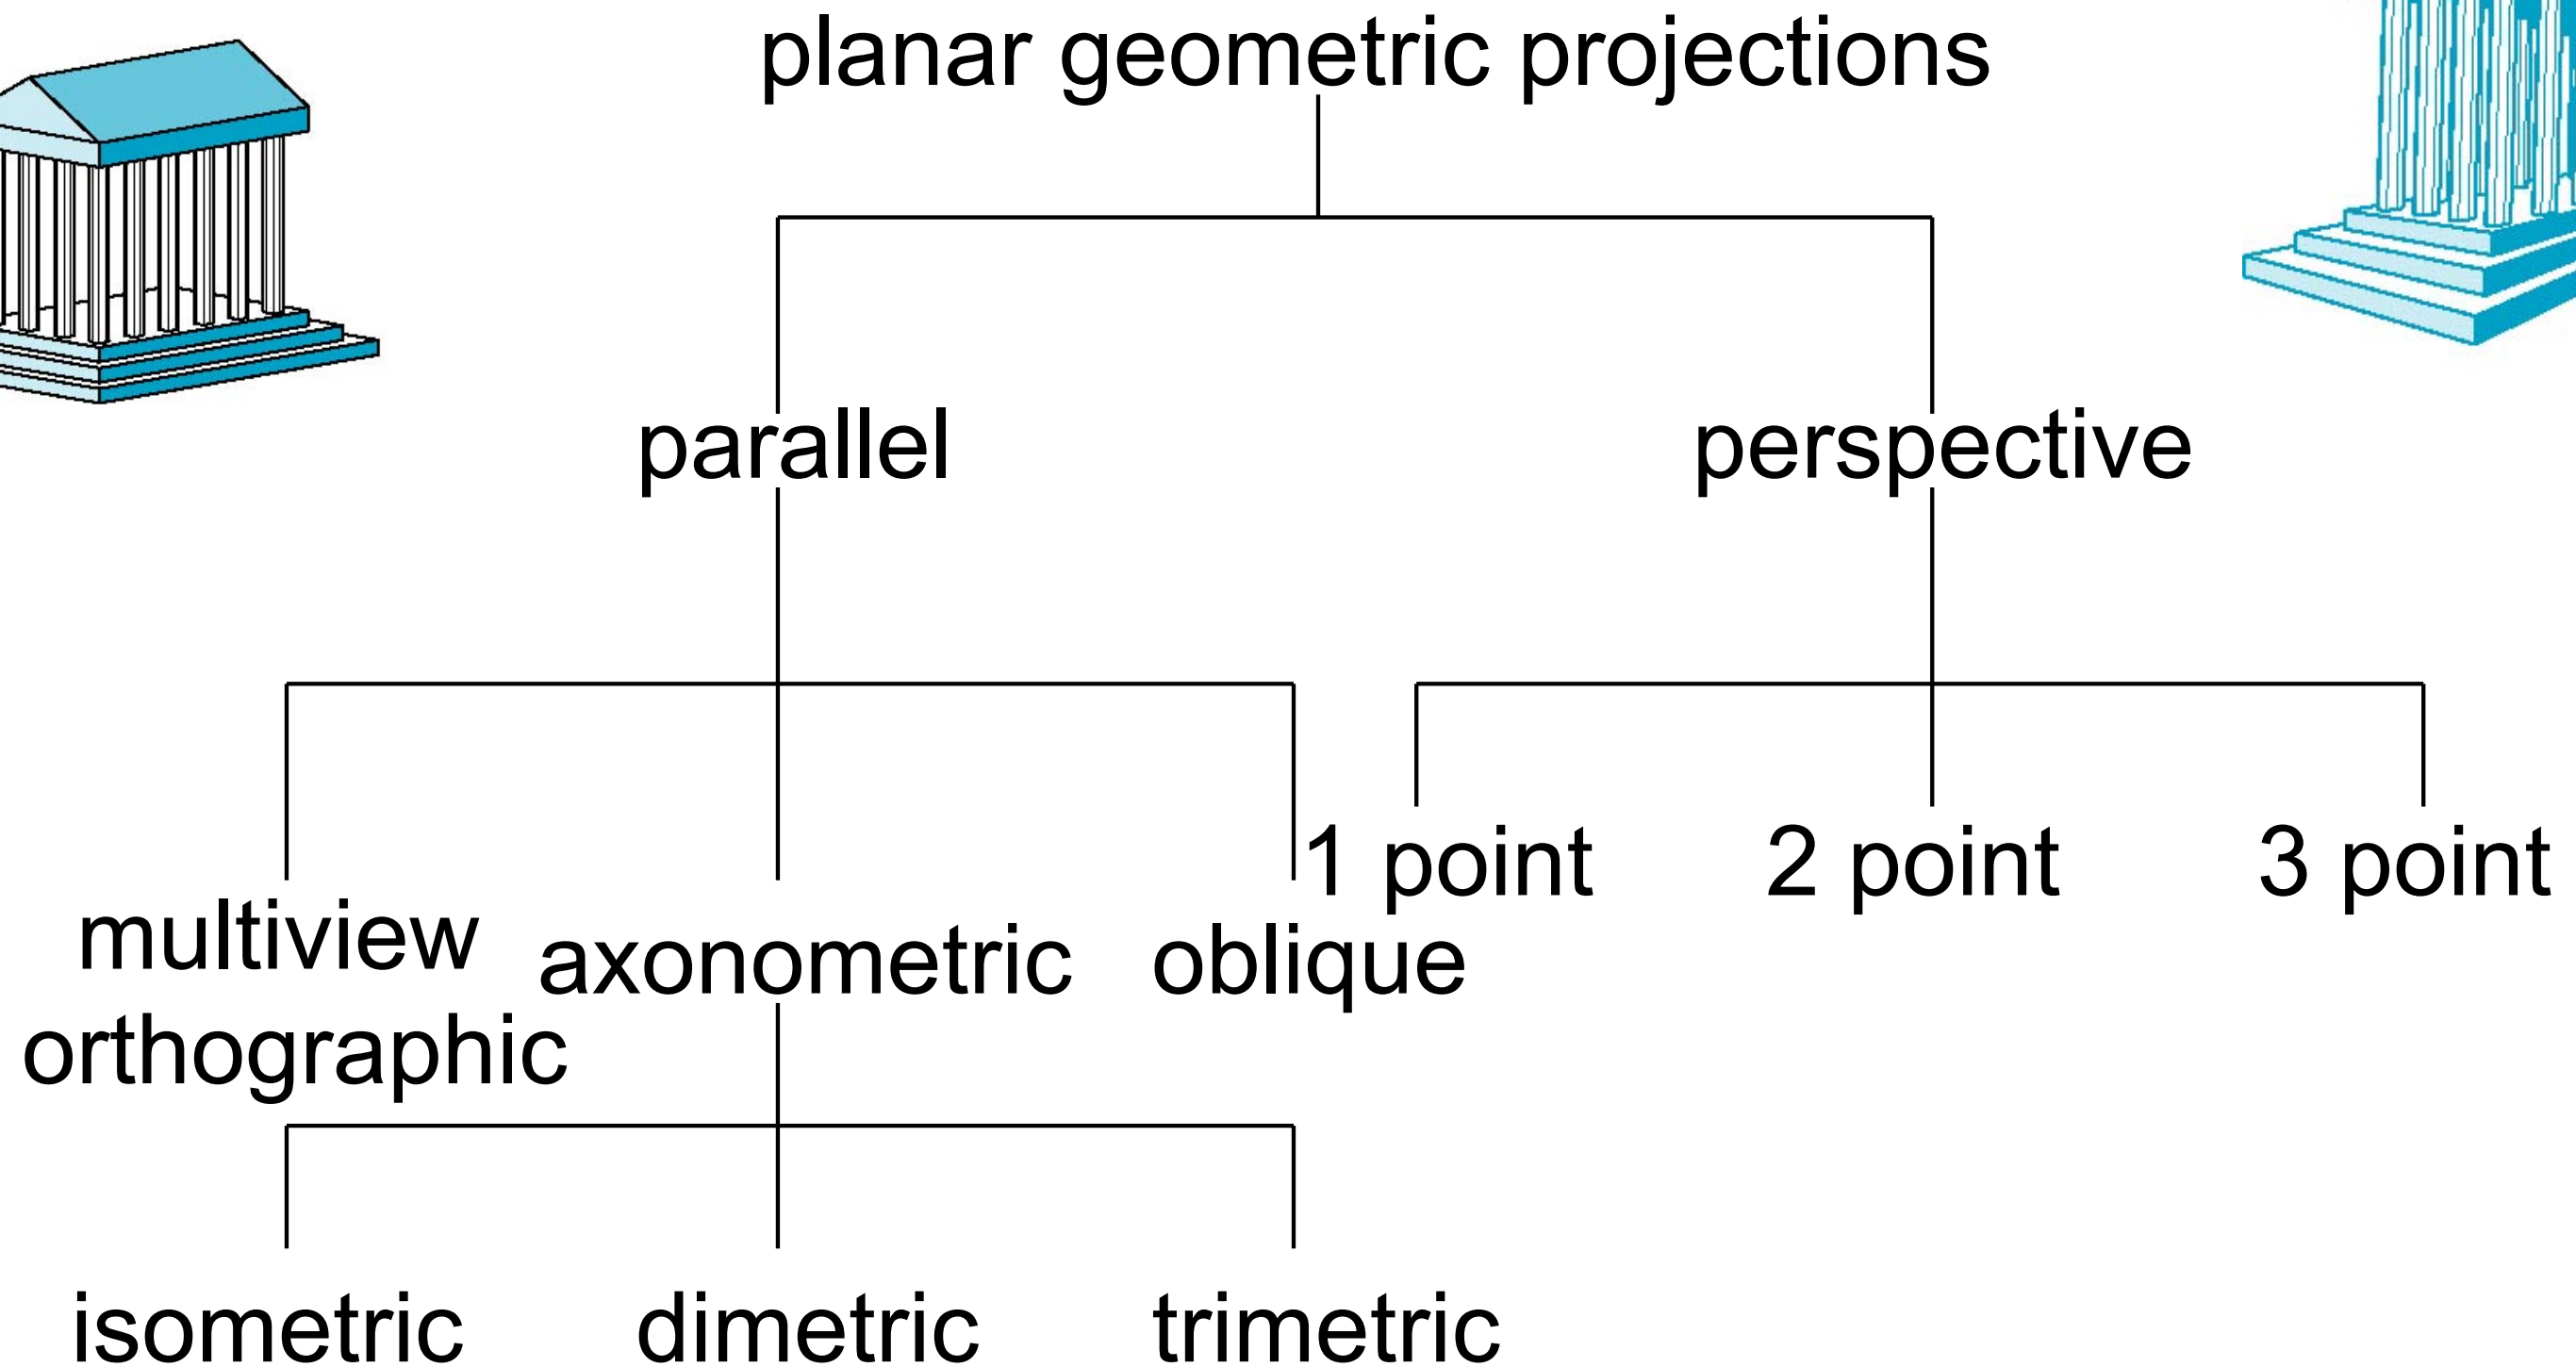 planar geometric projections
parallel
perspective
1 point
2 point
3 point
multiview
orthographic
axonometric
oblique
isometric
dimetric
trimetric